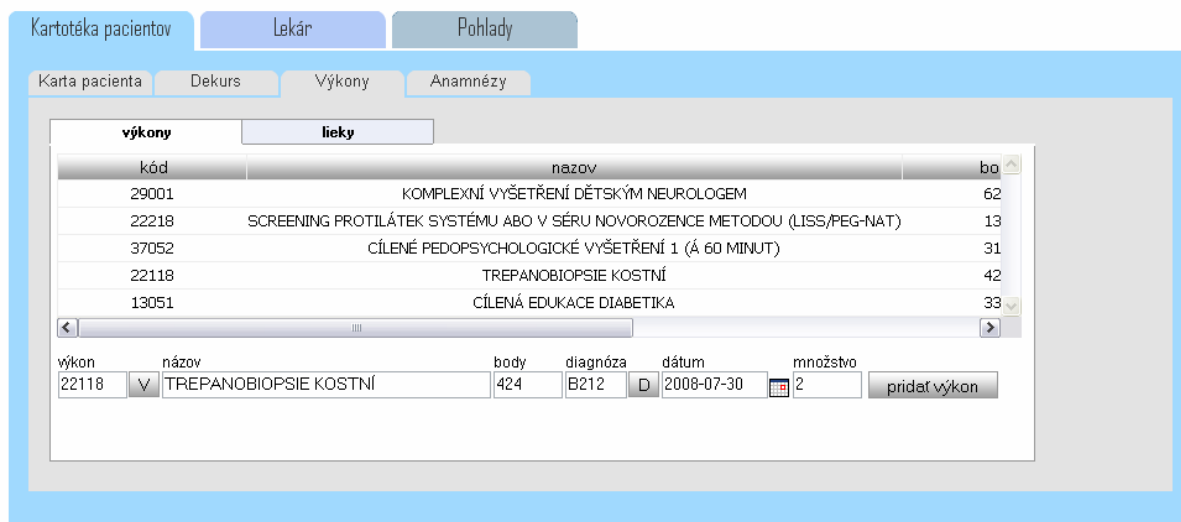 Kartotéka pacientov Lekár Pohlady
Karta pacienta Dekurs Výkony Anamnézy
výkony lieky
kód nazov bo
29001 KOMPLEXNÍ VYŠETŘENÍ DĚTSKÝM NEUROLOGEM 62
22218 SCREENING PROTILÁTEK SYSTÉMU ABO V SÉRU NOVOROZENCE METODOU (LISS/PEG-NAT) 13
37052 CÍLENÉ PEDOPSYCHOLOGICKÉ VYŠETŘENÍ 1 (Á 60 MINUT) 31
22118 TREPANOBIOPSIE KOSTNÍ 42
13051 CÍLENÁ EDUKACE DIABETIKA 33
výkon názov body diagnóza dátum množstvo
22118 V TREPANOBIOPSIE KOSTNÍ 424 B212 D 2008-07-30 2 pridať výkon